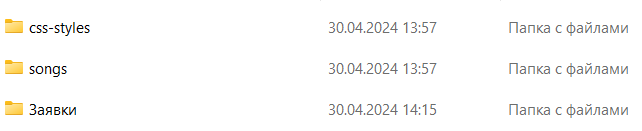 css-styles 30.04.2024 13:57 Папка с файлами
songs 30.04.2024 13:57 Папка с файлами
Заявки 30.04.2024 14:15 Папка с файлами